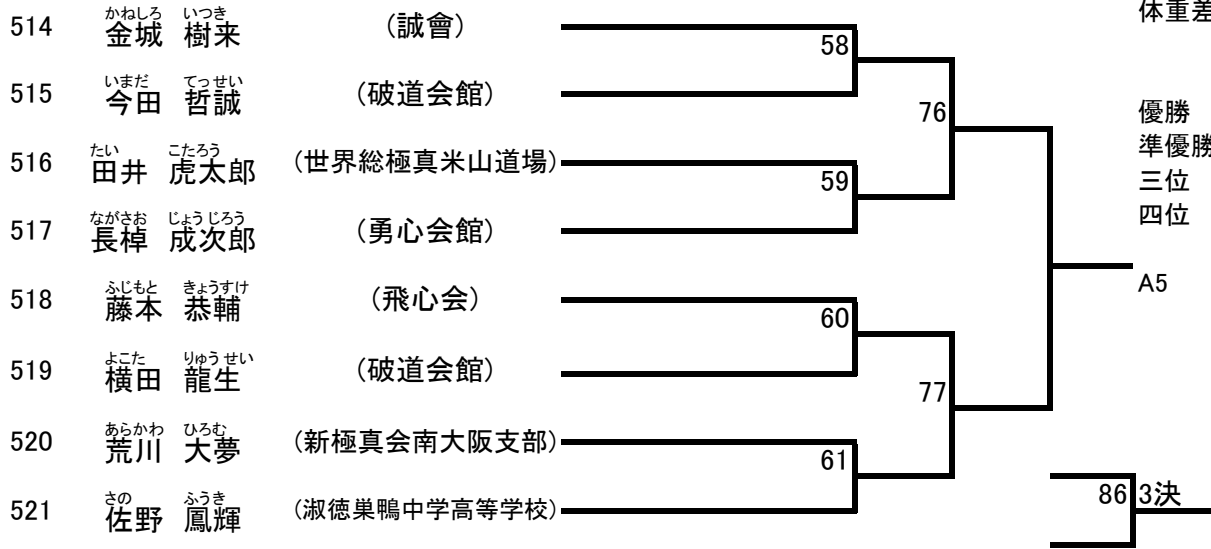 体重差
かねしろ いつき
514 金城 樹来 (誠會)
58
いまだ てっせい
515 今田 哲誠 (破道会館)
76
優勝
準優勝
三位
四位
たい こたろう
516 田井 虎太郎 (世界総極真米山道場)
59
ながさお じょうじろう
517 長棹 成次郎 (勇心会館)
A5
ふじもと きょうすけ
518 藤本 恭輔 (飛心会)
60
よこた りゅうせい
519 横田 龍生 (破道会館)
77
あらかわ ひろむ
520 荒川 大夢 (新極真会南大阪支部)
61
さの ふうき
521 佐野 鳳輝 (淑徳巣鴨中学高等学校)
86 3決